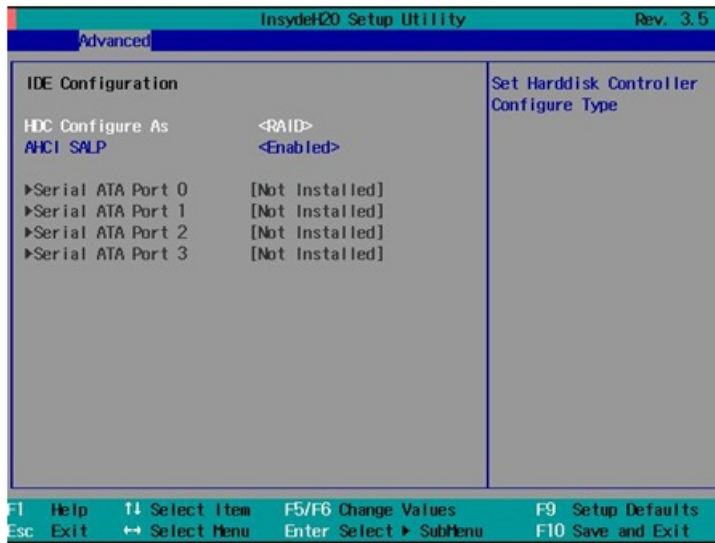 InsydeH20 Setup Utility Rev. 3.5
Advanced
IDE Configuration
HDC Configure As <RAID>
AHCI SALP <Enabled>
▶Serial ATA Port 0 [Not Installed]
▶Serial ATA Port 1 [Not Installed]
▶Serial ATA Port 2 [Not Installed]
▶Serial ATA Port 3 [Not Installed]
Set Harddisk Controller
Configure Type
F1 Help ↑↓ Select Item F5/F6 Change Values F9 Setup Defaults
Esc Exit ↔ Select Menu Enter Select ▶ SubMenu F10 Save and Exit